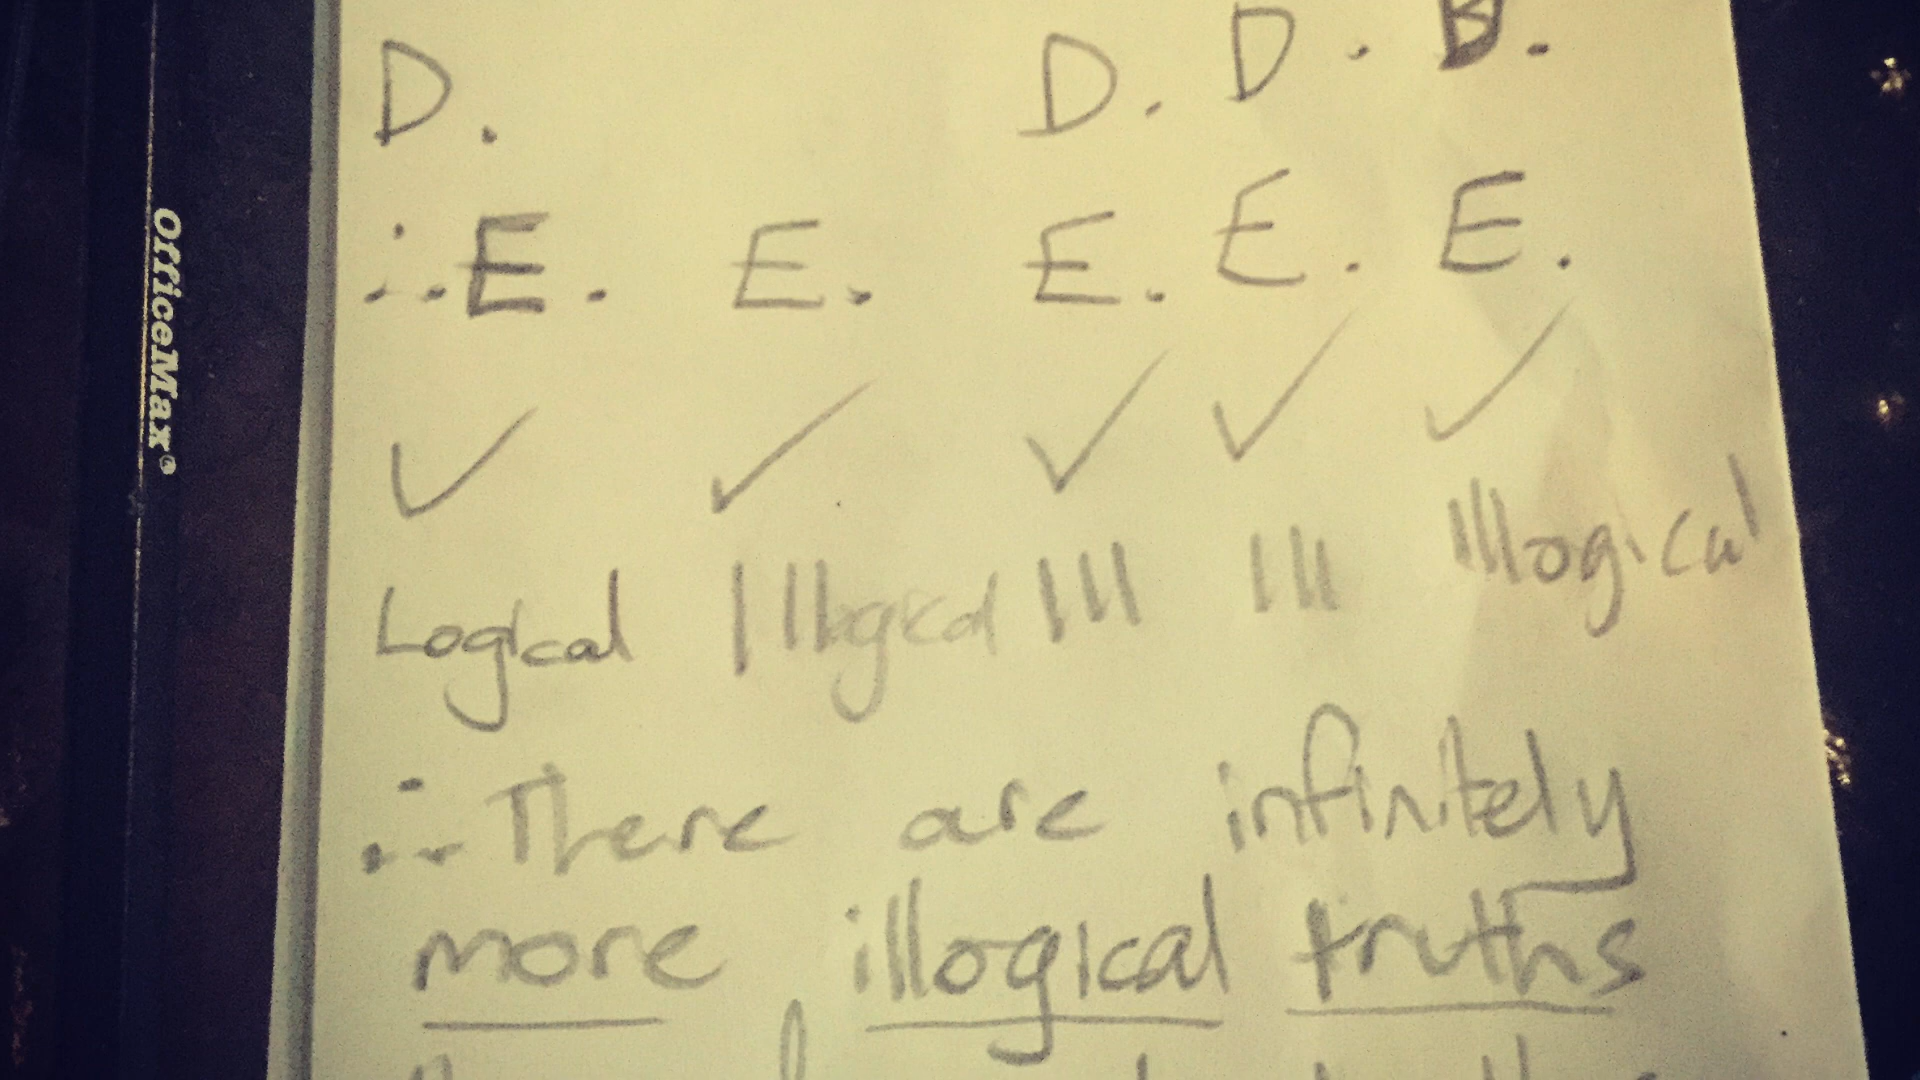 D. D. D. B.
∴ E. E. E. E. E.
✓ ✓ ✓ ✓ ✓
Logical Illogical Ill Ill Illogical
∴ There are infinitely
more illogical truths
OfficeMax®